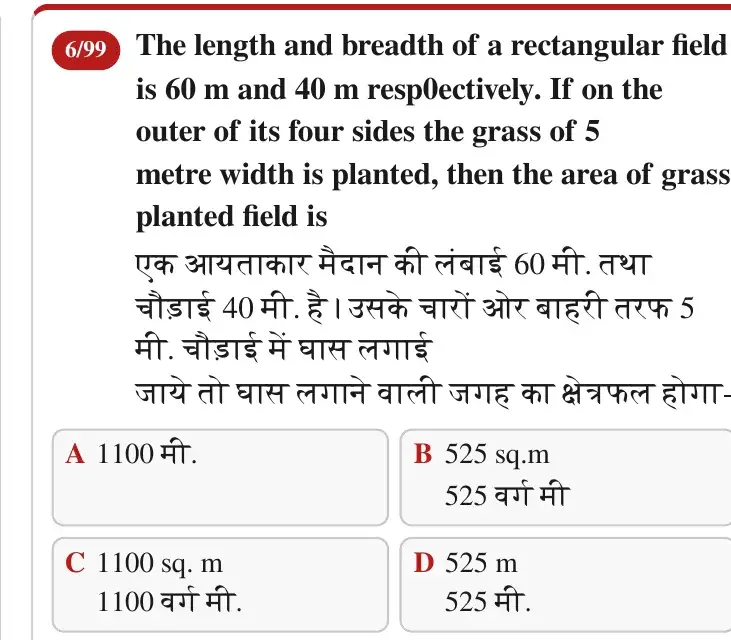 6/99 The length and breadth of a rectangular field
is 60 m and 40 m resp0ectively. If on the
outer of its four sides the grass of 5
metre width is planted, then the area of grass
planted field is
एक आयताकार मैदान की लंबाई 60 मी. तथा
चौड़ाई 40 मी. है। उसके चारों ओर बाहरी तरफ 5
मी. चौड़ाई में घास लगाई
जाये तो घास लगाने वाली जगह का क्षेत्रफल होगा-
A 1100 मी.
B 525 sq.m
525 वर्ग मी
C 1100 sq. m
1100 वर्ग मी.
D 525 m
525 मी.